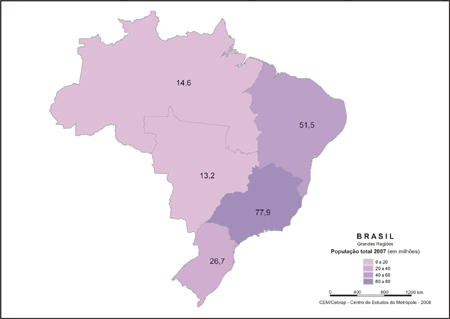 14,6
51,5
13,2
77,9
26,7
BRASIL
Grandes Regiões
População total 2007 (em milhões)
0 a 20
20 a 40
40 a 60
60 a 80
0 400 800 1200 km
CEM/Cebrap - Centro de Estudos da Metrópole - 2008